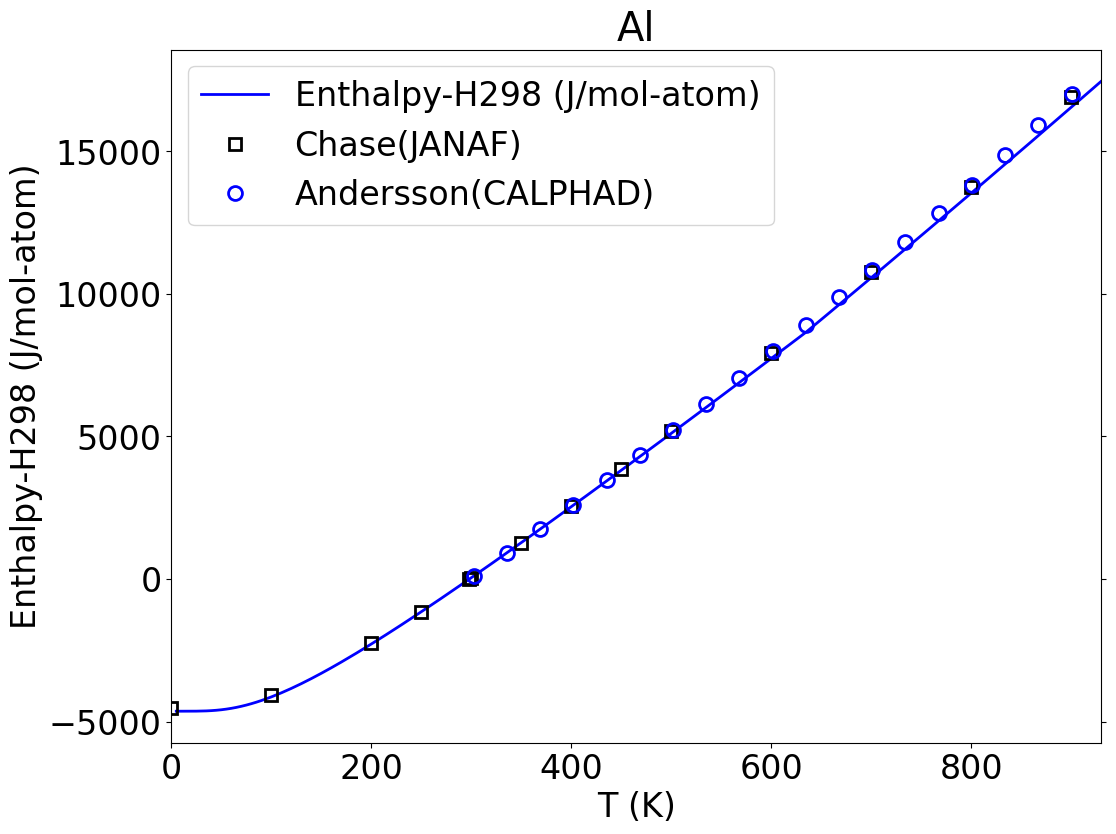 Al
Enthalpy-H298 (J/mol-atom)
Chase(JANAF)
Andersson(CALPHAD)
Enthalpy-H298 (J/mol-atom)
15000
10000
5000
0
−5000
0 200 400 600 800
T (K)